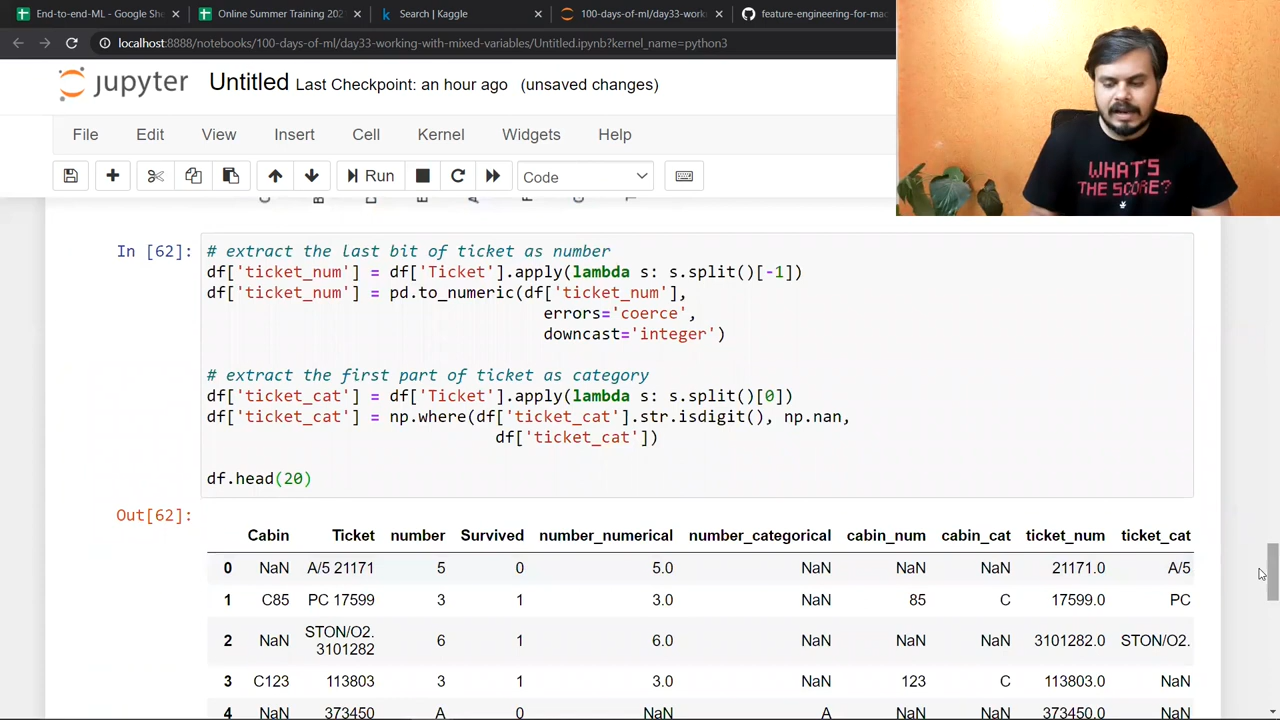 End-to-end-ML - Google She
Online Summer Training 202
Search | Kaggle
100-days-of-ml/day33-wo
feature-engineering-for-mac
localhost:8888/notebooks/100-days-of-ml/day33-working-with-mixed-variables/Untitled.ipynb?kernel_name=python3
jupyter Untitled Last Checkpoint: an hour ago (unsaved changes)
File Edit View Insert Cell Kernel Widgets Help
Run Code
WHAT'S
THE SCORE?
In [62]:
# extract the last bit of ticket as number
df['ticket_num'] = df['Ticket'].apply(lambda s: s.split()[-1])
df['ticket_num'] = pd.to_numeric(df['ticket_num'],
errors='coerce',
downcast='integer')
# extract the first part of ticket as category
df['ticket_cat'] = df['Ticket'].apply(lambda s: s.split()[0])
df['ticket_cat'] = np.where(df['ticket_cat'].str.isdigit(), np.nan,
df['ticket_cat'])
df.head(20)
Out[62]:
Cabin Ticket number Survived number_numerical number_categorical cabin_num cabin_cat ticket_num ticket_cat
0 NaN A/5 21171 5 0 5.0 NaN NaN NaN 21171.0 A/5
1 C85 PC 17599 3 1 3.0 NaN 85 C 17599.0 PC
2 NaN STON/O2. 3101282 6 1 6.0 NaN NaN NaN 3101282.0 STON/O2.
3 C123 113803 3 1 3.0 NaN 123 C 113803.0 NaN
4 NaN 373450 A 0 NaN A NaN NaN 373450.0 NaN